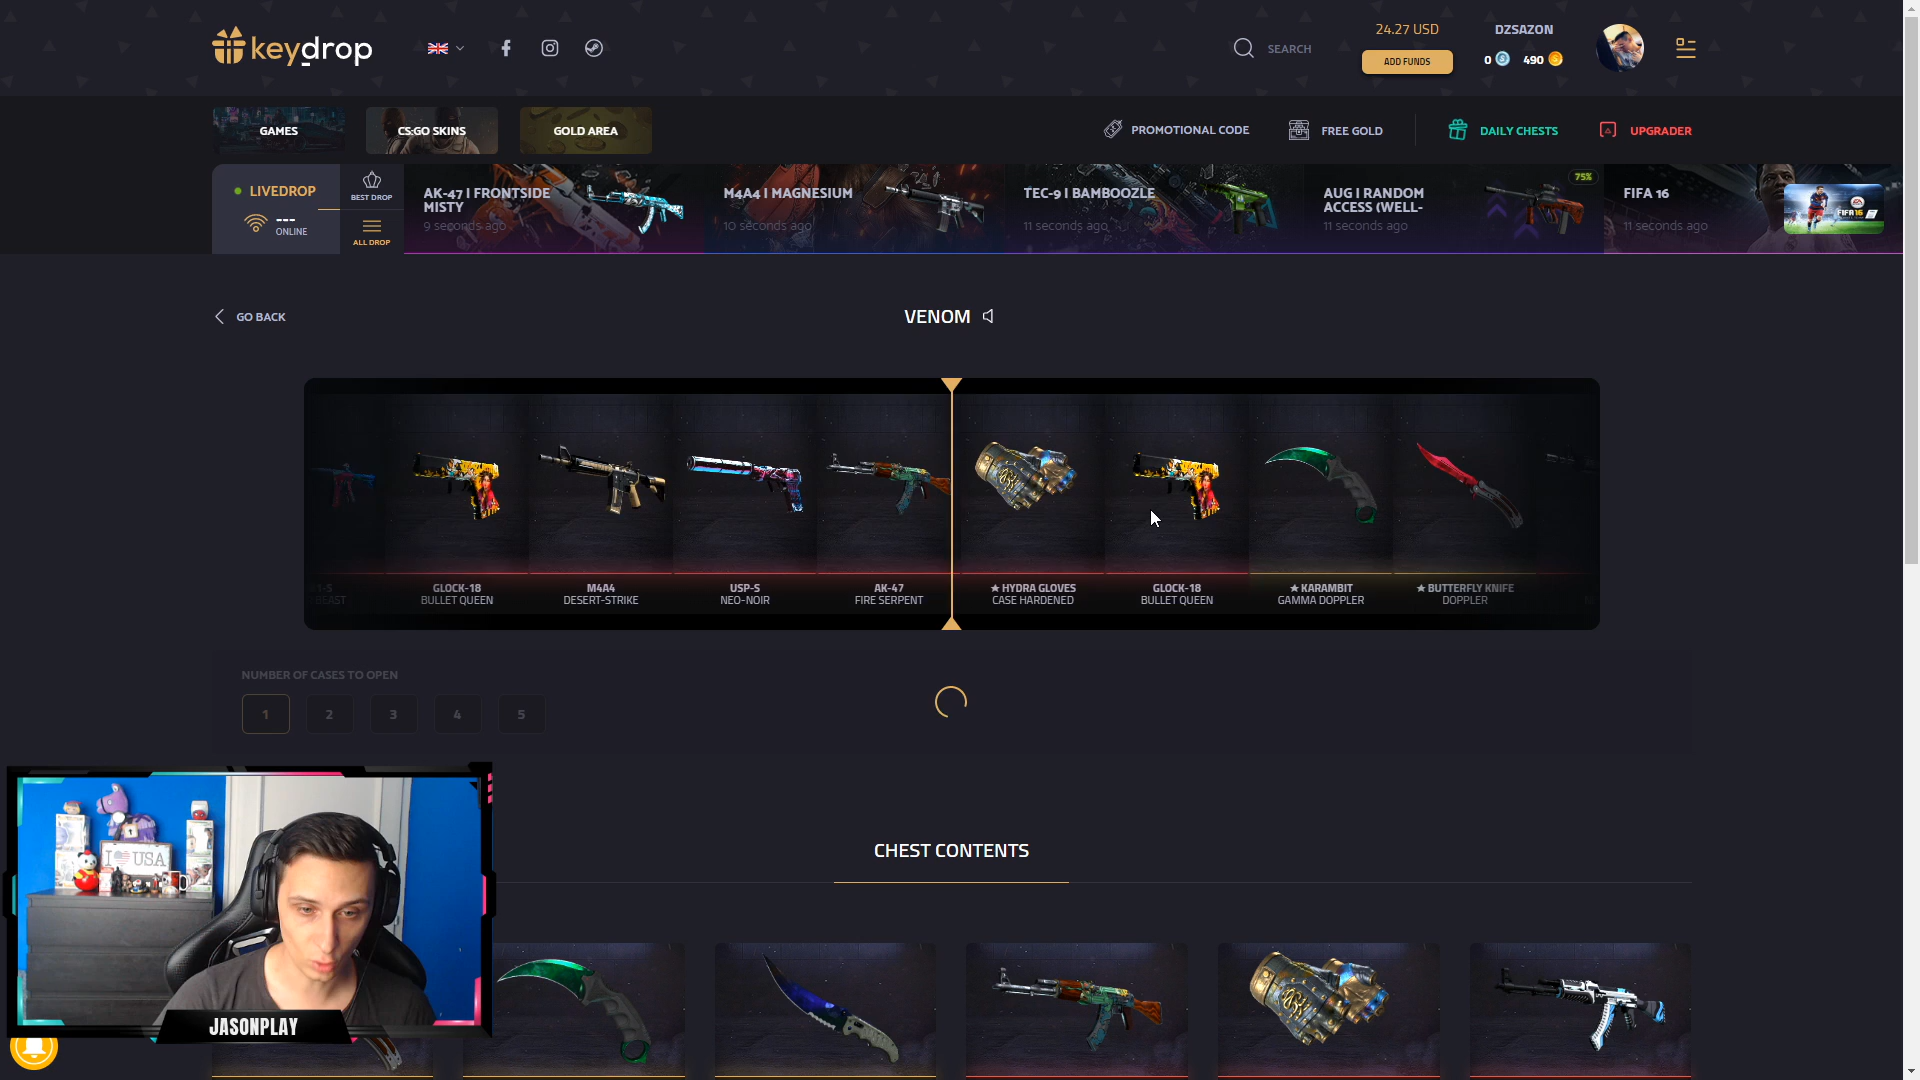 keydrop
SEARCH
24.27 USD
ADD FUNDS
DZSAZON
0
490
GAMES
CS:GO SKINS
GOLD AREA
PROMOTIONAL CODE
FREE GOLD
DAILY CHESTS
UPGRADER
LIVEDROP
---
ONLINE
BEST DROP
ALL DROP
AK-47 | FRONTSIDE
MISTY
9 seconds ago
M4A4 | MAGNESIUM
10 seconds ago
TEC-9 | BAMBOOZLE
11 seconds ago
AUG | RANDOM
ACCESS (WELL-
11 seconds ago
75%
FIFA 16
11 seconds ago
FIFA 16
GO BACK
VENOM
BEAST
GLOCK-18
BULLET QUEEN
M4A4
DESERT-STRIKE
USP-S
NEO-NOIR
AK-47
FIRE SERPENT
★ HYDRA GLOVES
CASE HARDENED
GLOCK-18
BULLET QUEEN
★ KARAMBIT
GAMMA DOPPLER
★ BUTTERFLY KNIFE
DOPPLER
NUMBER OF CASES TO OPEN
1
2
3
4
5
CHEST CONTENTS
I USA
JASONPLAY